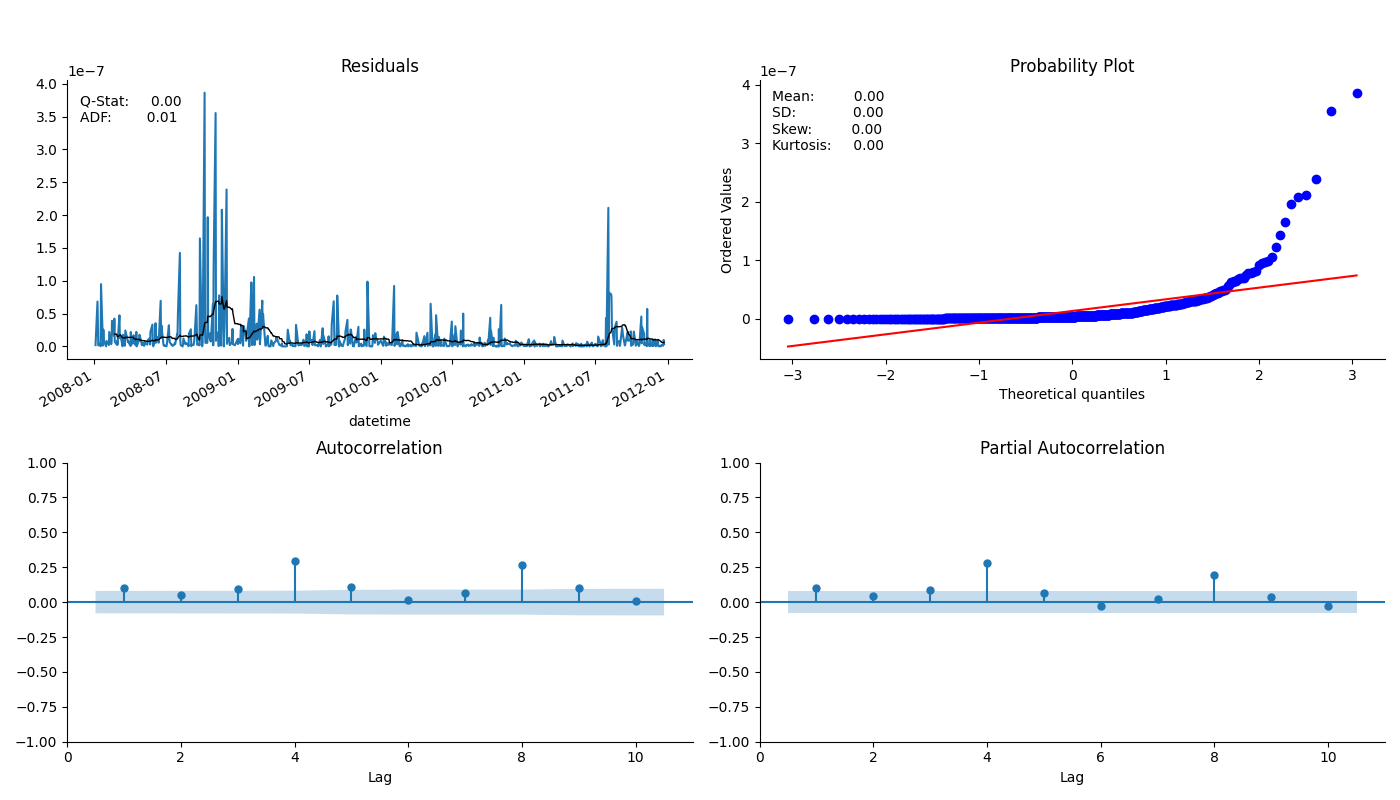 Residuals
1e−7
4.0
3.5
3.0
2.5
2.0
1.5
1.0
0.5
0.0
Q-Stat: 0.00
ADF: 0.01
2008-01 2008-07 2009-01 2009-07 2010-01 2010-07 2011-01 2011-07 2012-01
datetime
Probability Plot
1e−7
4
3
2
1
0
Ordered Values
Mean: 0.00
SD: 0.00
Skew: 0.00
Kurtosis: 0.00
−3 −2 −1 0 1 2 3
Theoretical quantiles
Autocorrelation
1.00
0.75
0.50
0.25
0.00
−0.25
−0.50
−0.75
−1.00
0 2 4 6 8 10
Lag
Partial Autocorrelation
1.00
0.75
0.50
0.25
0.00
−0.25
−0.50
−0.75
−1.00
0 2 4 6 8 10
Lag